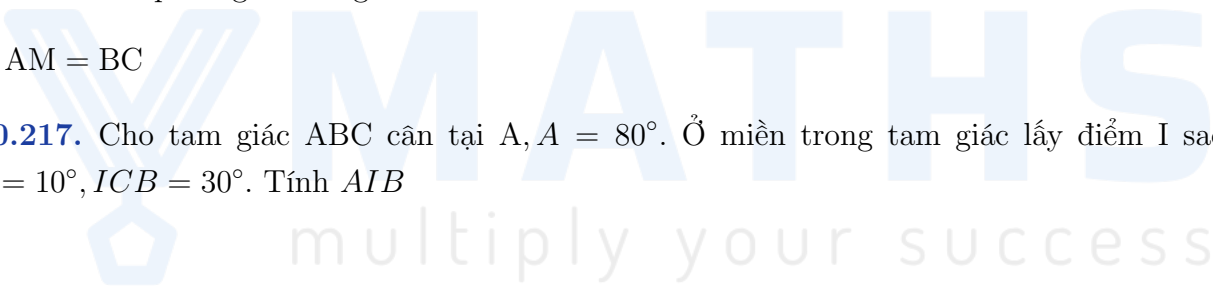 AM = BC
0.217. Cho tam giác ABC cân tại A, A = 80°. Ở miền trong tam giác lấy điểm I
= 10°, ICB = 30°. Tính AIB
YMATHS
multiply your success